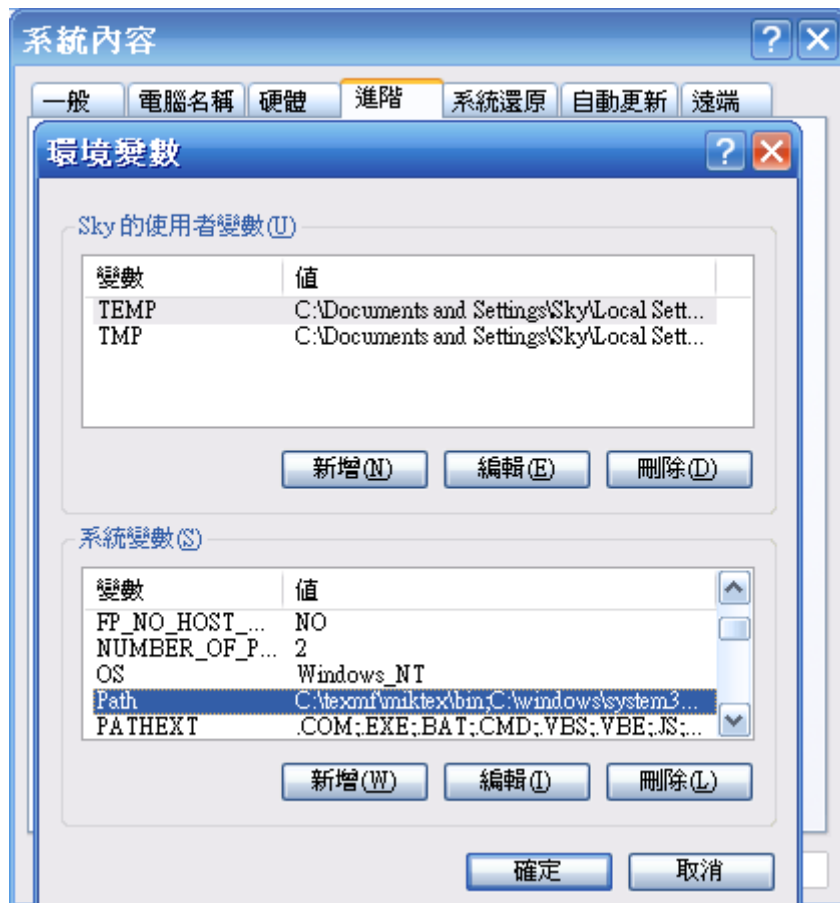 系統內容
一般 電腦名稱 硬體 進階 系統還原 自動更新 遠端
環境變數
Sky 的使用者變數(U)
變數 值
TEMP C:\Documents and Settings\Sky\Local Sett...
TMP C:\Documents and Settings\Sky\Local Sett...
新增(N) 編輯(E) 刪除(D)
系統變數(S)
變數 值
FP_NO_HOST_... NO
NUMBER_OF_P... 2
OS Windows_NT
Path C:\texmf\miktex\bin;C:\windows\system3...
PATHEXT .COM;.EXE;.BAT;.CMD;.VBS;.VBE;.JS;...
新增(W) 編輯(I) 刪除(L)
確定 取消